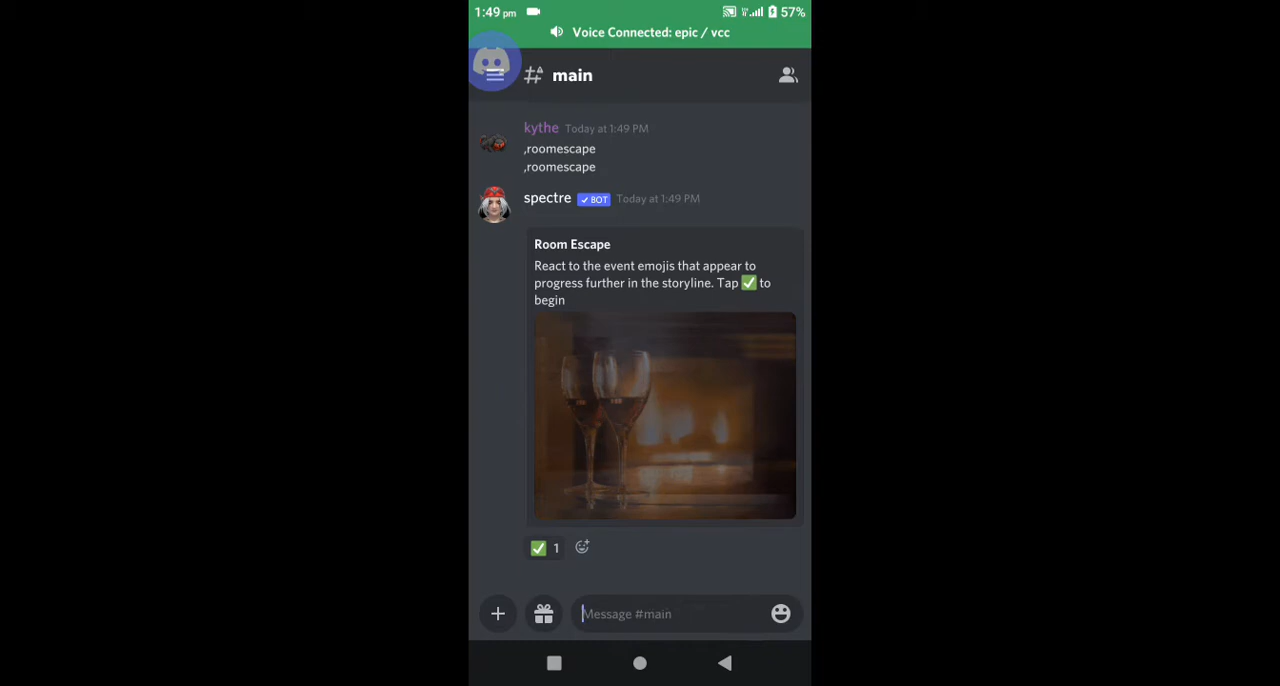 1:49 pm 57%
Voice Connected: epic / vcc
main
kythe Today at 1:49 PM
,roomescape
,roomescape
spectre ✔ BOT Today at 1:49 PM
Room Escape
React to the event emojis that appear to
progress further in the storyline. Tap ✅ to
begin
✅ 1
Message #main